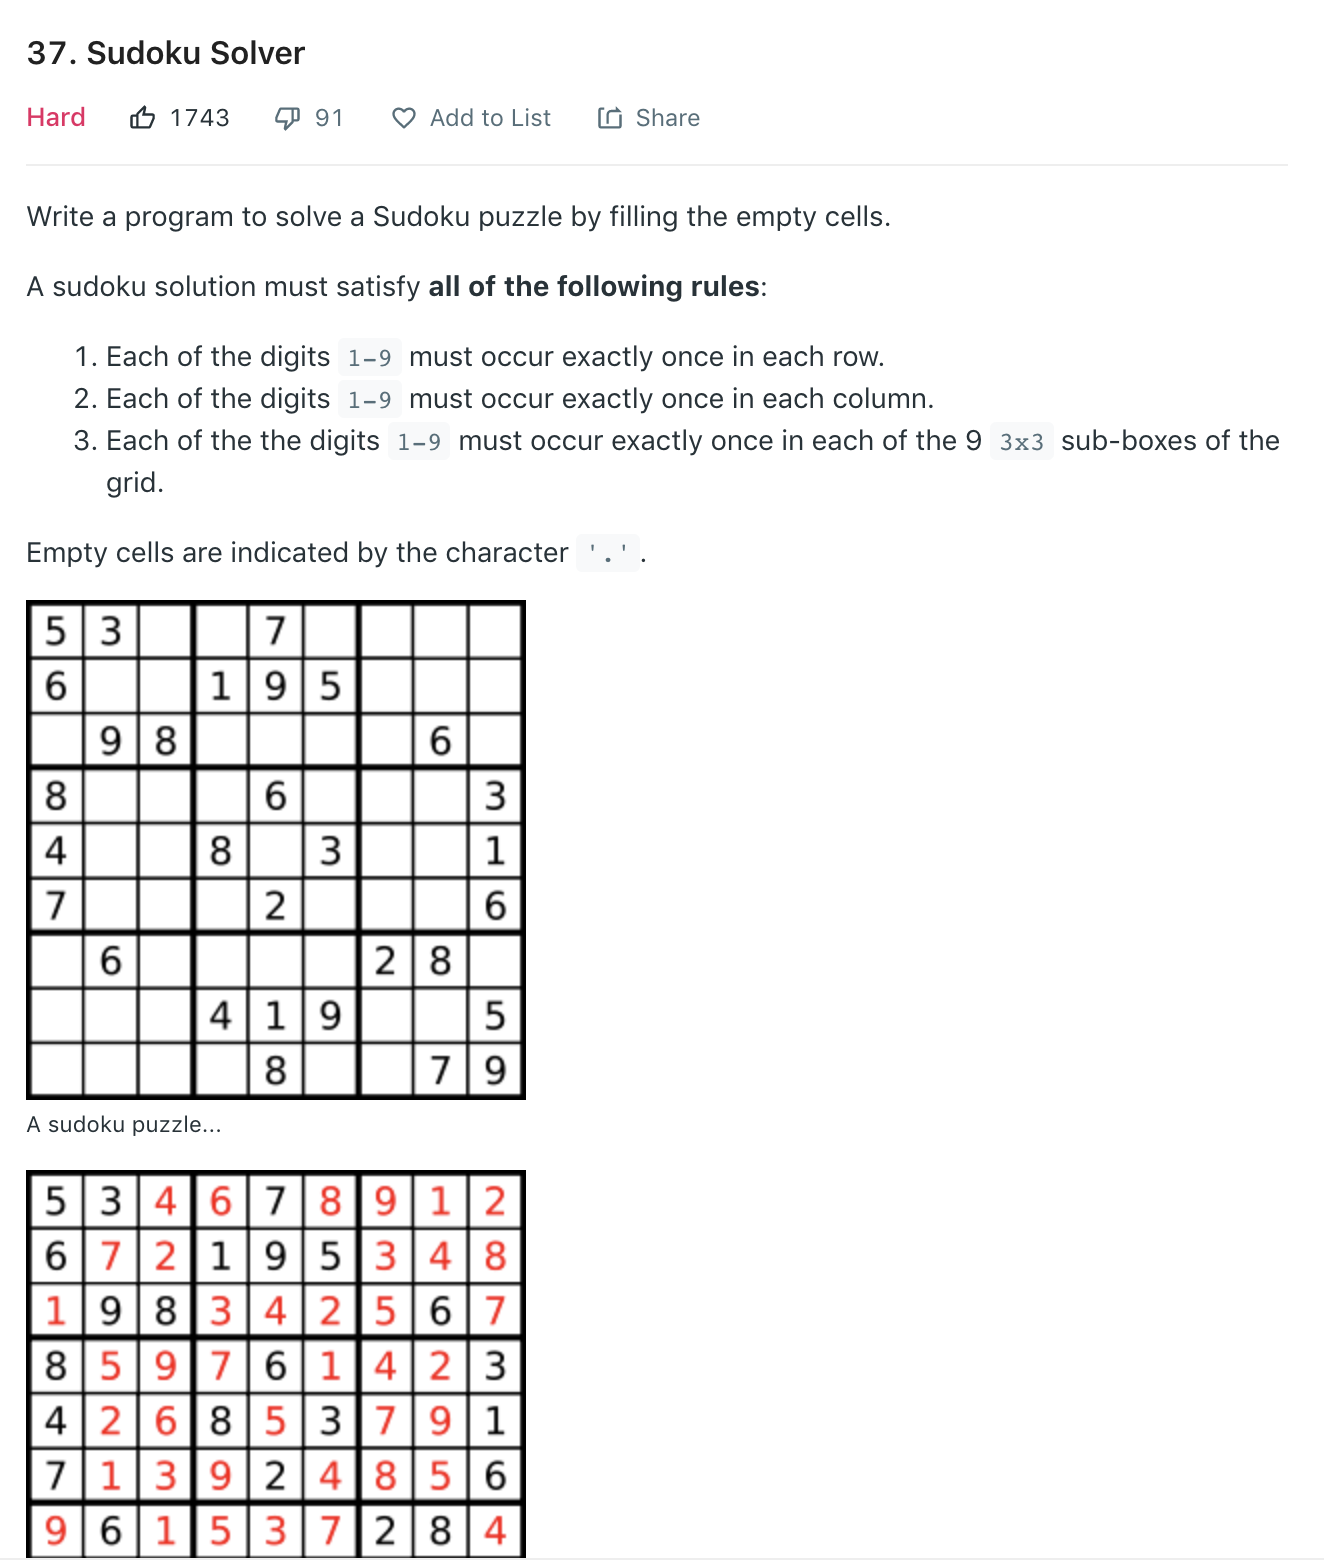 37. Sudoku Solver
Hard 1743 91 Add to List Share
Write a program to solve a Sudoku puzzle by filling the empty cells.
A sudoku solution must satisfy all of the following rules:
1. Each of the digits 1-9 must occur exactly once in each row.
2. Each of the digits 1-9 must occur exactly once in each column.
3. Each of the the digits 1-9 must occur exactly once in each of the 9 3x3 sub-boxes of the
grid.
Empty cells are indicated by the character '.'.
5 3 7
6 1 9 5
9 8 6
8 6 3
4 8 3 1
7 2 6
6 2 8
4 1 9 5
8 7 9
A sudoku puzzle...
5 3 4 6 7 8 9 1 2
6 7 2 1 9 5 3 4 8
1 9 8 3 4 2 5 6 7
8 5 9 7 6 1 4 2 3
4 2 6 8 5 3 7 9 1
7 1 3 9 2 4 8 5 6
9 6 1 5 3 7 2 8 4